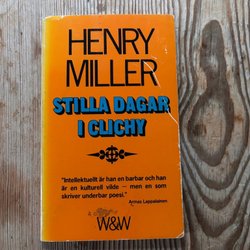 HENRY
MILLER
STILLA DAGAR
I CLICHY
"Intellektuellt är han en barbar och han
är en kulturell vilde – men en som
skriver underbar poesi."
Armas Lappalainen
W&W